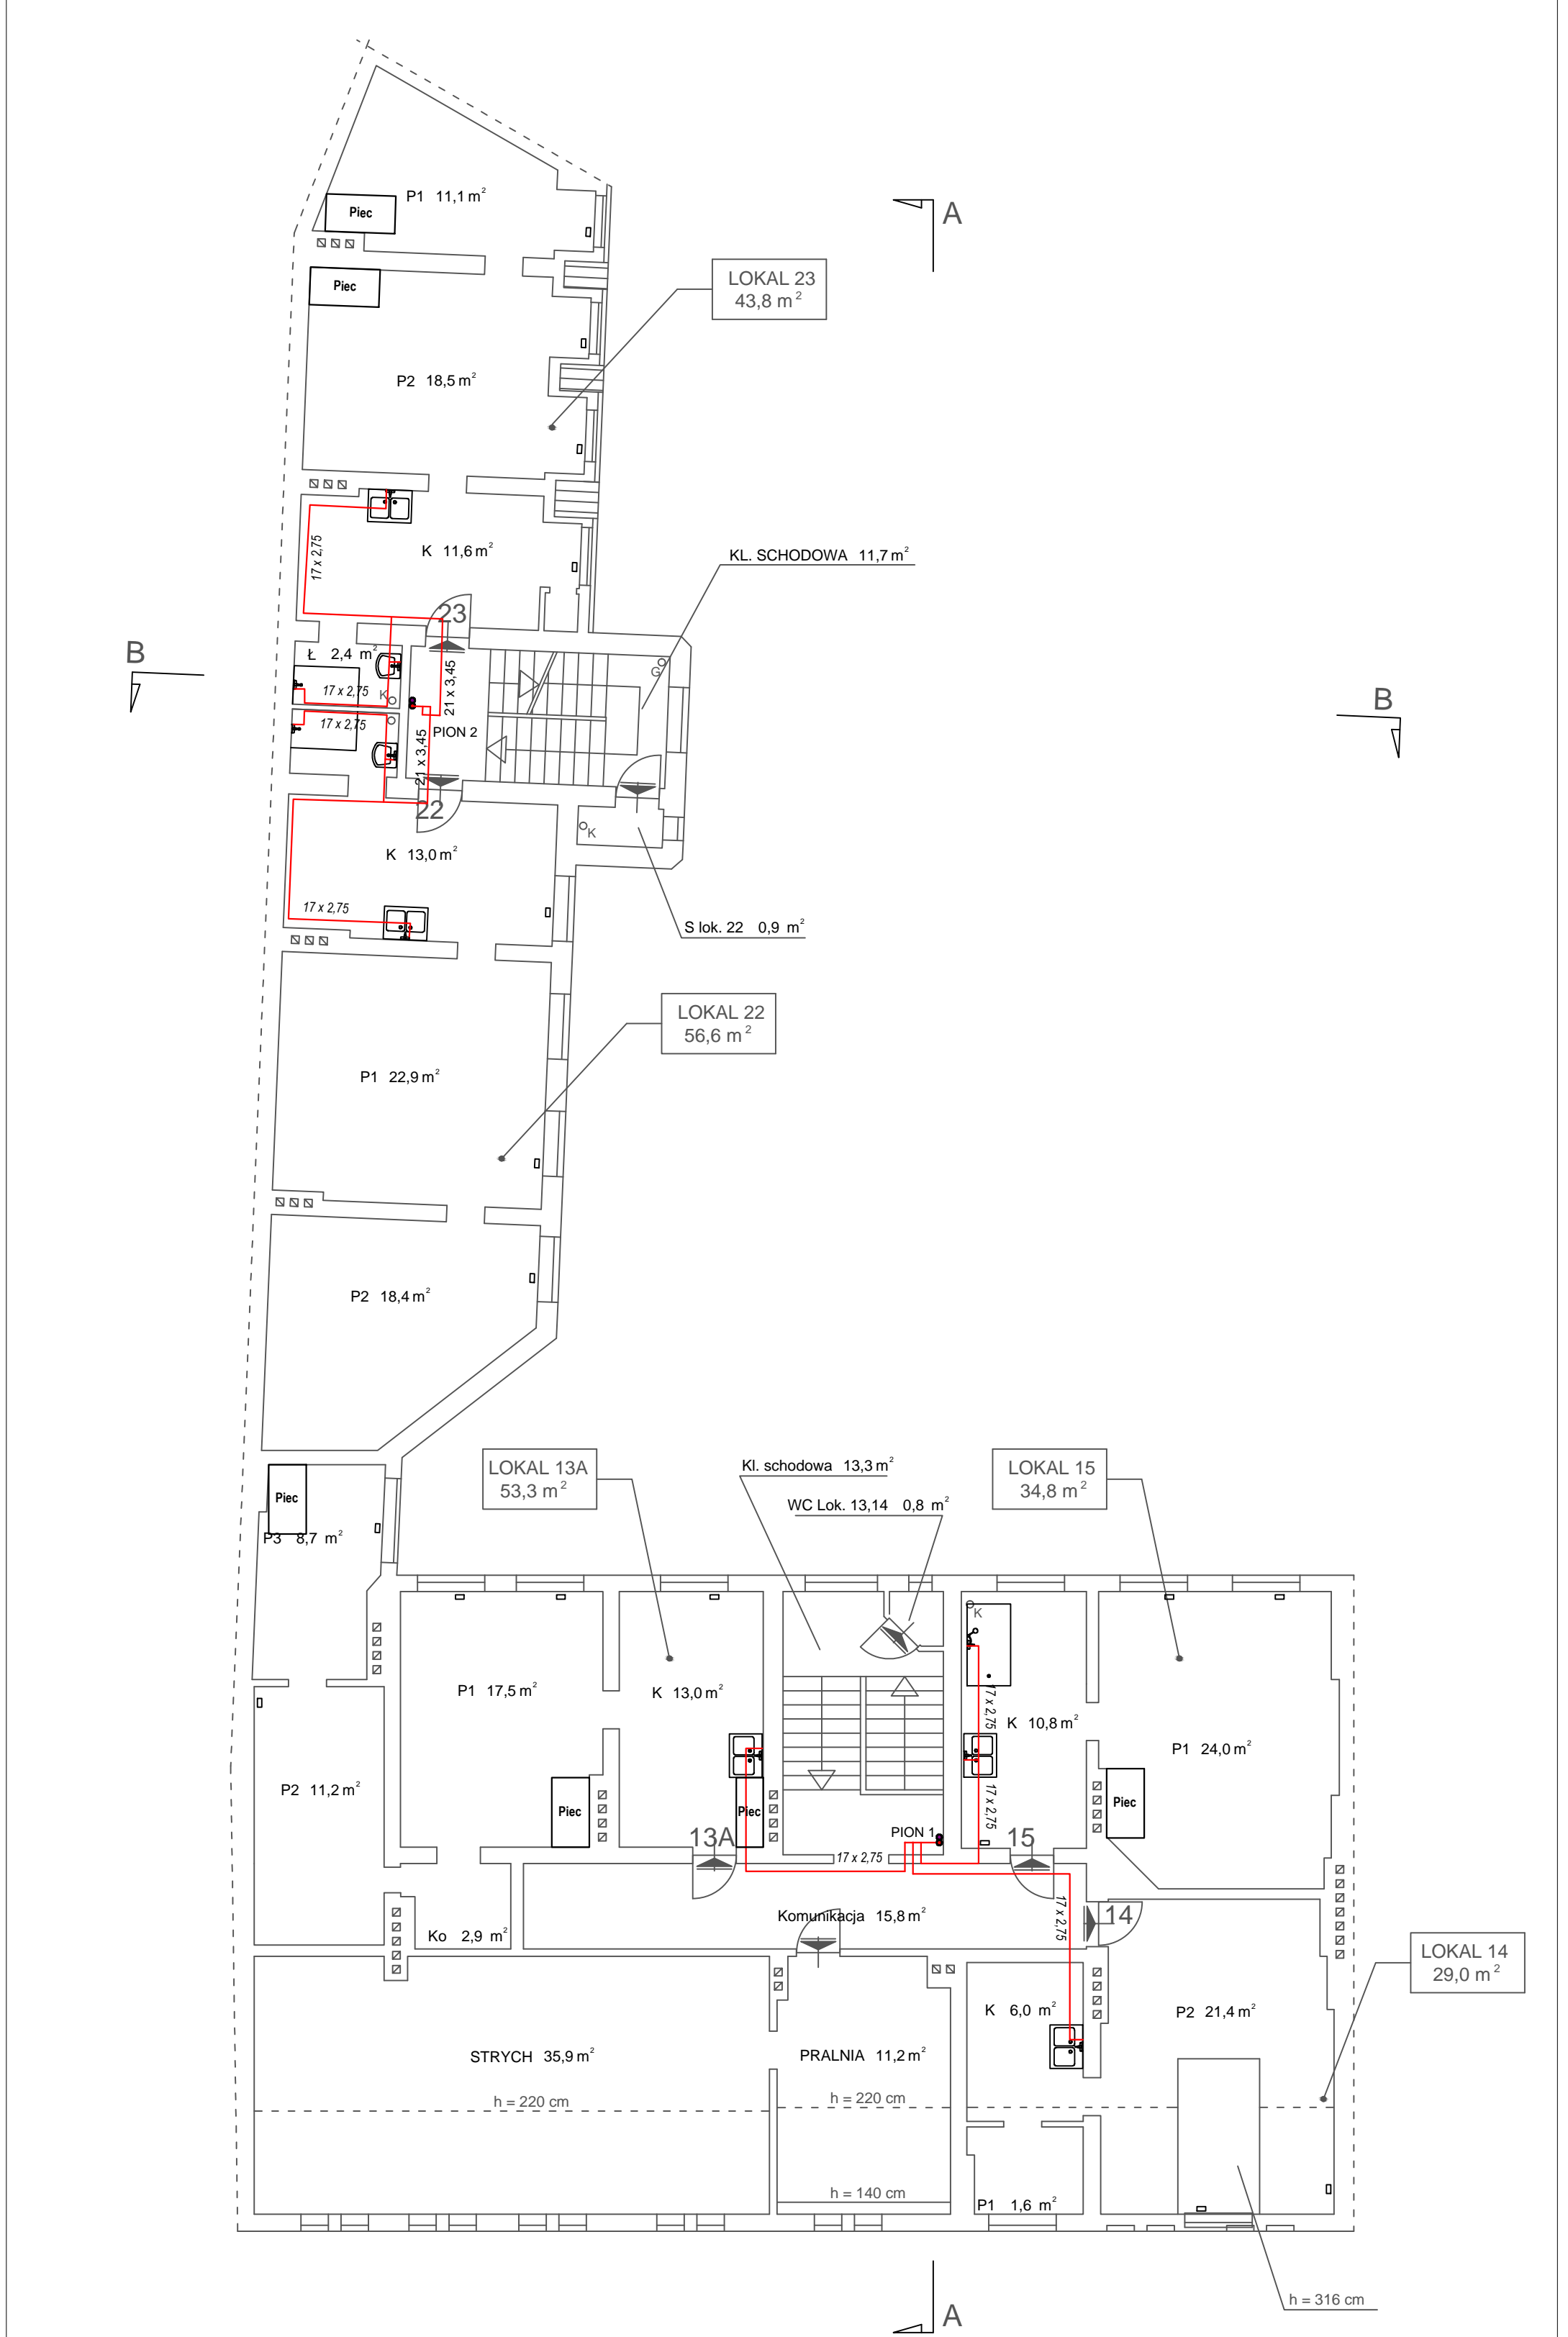 P1 11,1 m²
Piec
A
LOKAL 23
43,8 m²
Piec
P2 18,5 m²
K 11,6 m²
17 x 2,75
KL. SCHODOWA 11,7 m²
23
B
Ł 2,4 m²
G
17 x 2,75
K
21 x 3,45
B
17 x 2,75
PION 2
21 x 3,45
22
K
K 13,0 m²
17 x 2,75
S lok. 22 0,9 m²
LOKAL 22
56,6 m²
P1 22,9 m²
P2 18,4 m²
LOKAL 13A
53,3 m²
Kl. schodowa 13,3 m²
LOKAL 15
34,8 m²
WC Lok. 13,14 0,8 m²
Piec
P3 8,7 m²
K
P1 17,5 m²
K 13,0 m²
17 x 2,75
K 10,8 m²
P1 24,0 m²
P2 11,2 m²
Piec
Piec
17 x 2,75
Piec
13A
PION 1
15
17 x 2,75
Komunikacja 15,8 m²
17 x 2,75
14
Ko 2,9 m²
LOKAL 14
29,0 m²
K 6,0 m²
P2 21,4 m²
STRYCH 35,9 m²
PRALNIA 11,2 m²
h = 220 cm
h = 220 cm
h = 140 cm
P1 1,6 m²
h = 316 cm
A